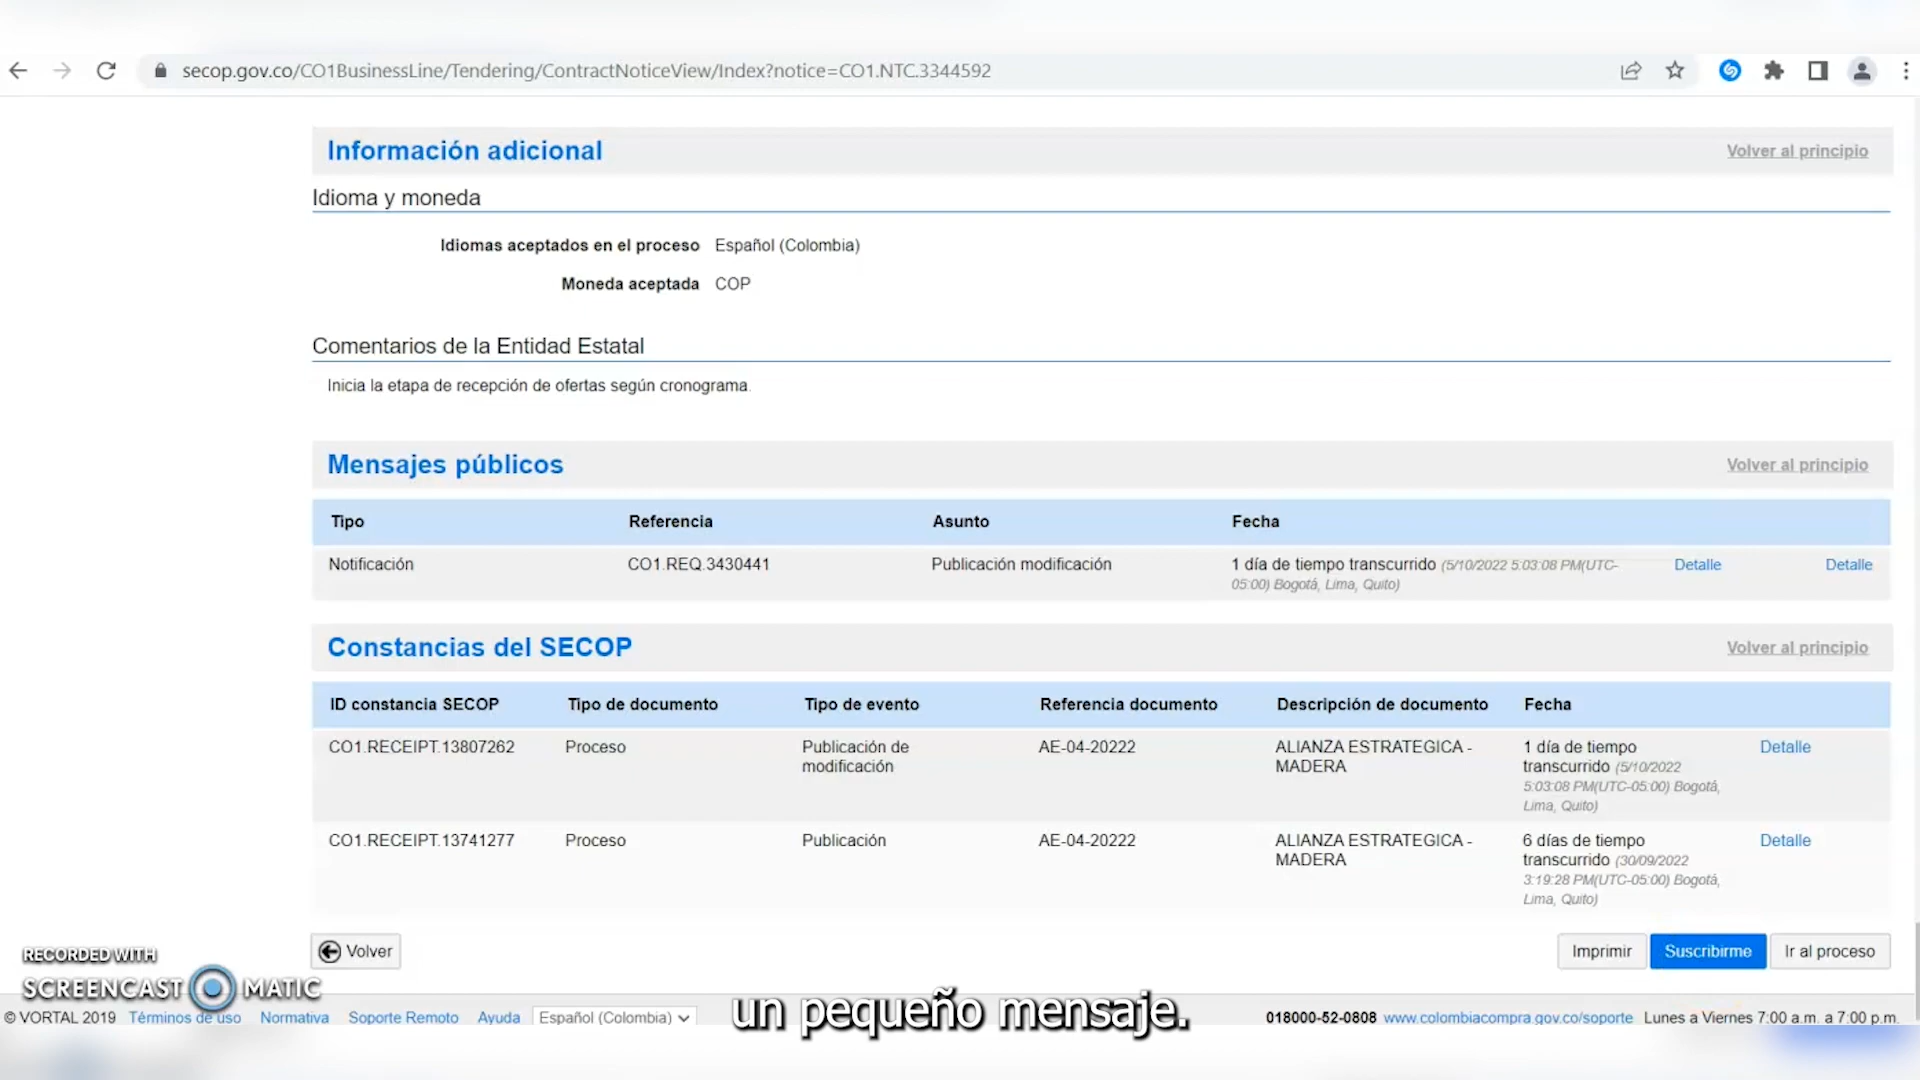 secop.gov.co/CO1BusinessLine/Tendering/ContractNoticeView/Index?notice=CO1.NTC.3344592
Información adicional Volver al principio
Idioma y moneda
Idiomas aceptados en el proceso Español (Colombia)
Moneda aceptada COP
Comentarios de la Entidad Estatal
Inicia la etapa de recepción de ofertas según cronograma.
Mensajes públicos Volver al principio
Tipo Referencia Asunto Fecha
Notificación CO1.REQ.3430441 Publicación modificación 1 día de tiempo transcurrido (5/10/2022 5:03:08 PM(UTC- Detalle Detalle
05:00) Bogotá, Lima, Quito)
Constancias del SECOP Volver al principio
ID constancia SECOP Tipo de documento Tipo de evento Referencia documento Descripción de documento Fecha
CO1.RECEIPT.13807262 Proceso Publicación de AE-04-20222 ALIANZA ESTRATEGICA - 1 día de tiempo Detalle
modificación MADERA transcurrido (5/10/2022
5:03:08 PM(UTC-05:00) Bogotá,
Lima, Quito)
CO1.RECEIPT.13741277 Proceso Publicación AE-04-20222 ALIANZA ESTRATEGICA - 6 días de tiempo Detalle
MADERA transcurrido (30/09/2022
3:19:28 PM(UTC-05:00) Bogotá,
Lima, Quito)
Volver Imprimir Suscribirme Ir al proceso
RECORDED WITH
SCREENCAST MATIC
un pequeño mensaje.
© VORTAL 2019 Términos de uso Normativa Soporte Remoto Ayuda Español (Colombia) 018000-52-0808 www.colombiacompra.gov.co/soporte Lunes a Viernes 7:00 a.m. a 7:00 p.m.